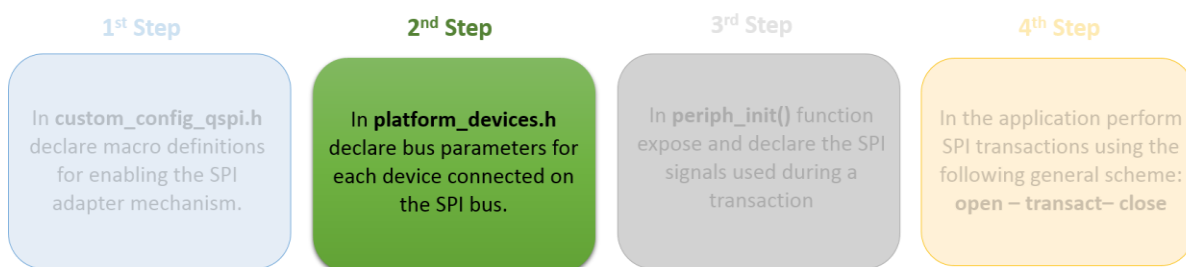 1st Step
2nd Step
3rd Step
4th Step
In custom_config_qspi.h
declare macro definitions
for enabling the SPI
adapter mechanism.
In platform_devices.h
declare bus parameters for
each device connected on
the SPI bus.
In periph_init() function
expose and declare the SPI
signals used during a
transaction
In the application perform
SPI transactions using the
following general scheme:
open – transact– close